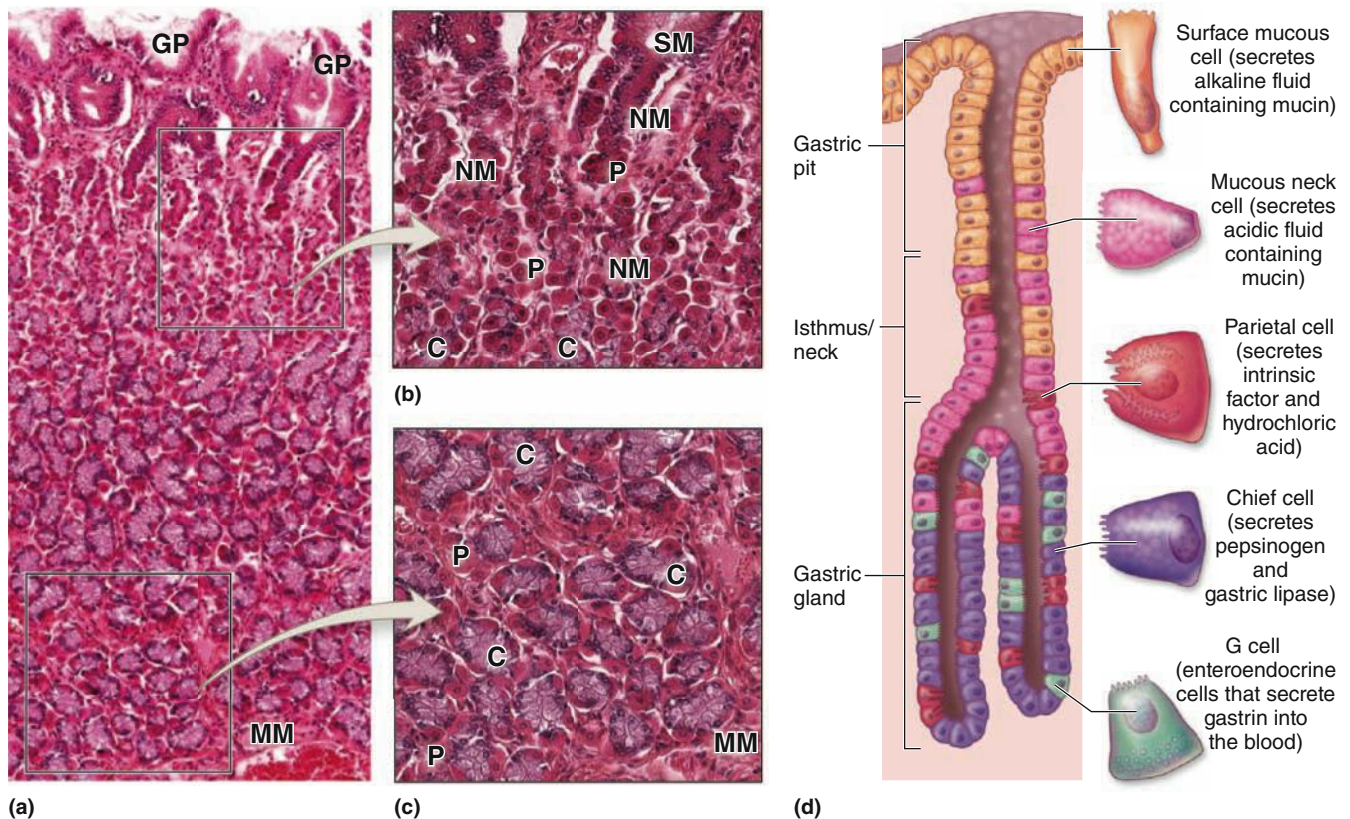 GP
GP
MM
(a)
SM
NM
NM
P
P
NM
C
C
(b)
C
P
C
C
P
MM
(c)
Gastric
pit
Isthmus/
neck
Gastric
gland
Surface mucous
cell (secretes
alkaline fluid
containing mucin)
Mucous neck
cell (secretes
acidic fluid
containing
mucin)
Parietal cell
(secretes
intrinsic
factor and
hydrochloric
acid)
Chief cell
(secretes
pepsinogen
and
gastric lipase)
G cell
(enteroendocrine
cells that secrete
gastrin into
the blood)
(d)